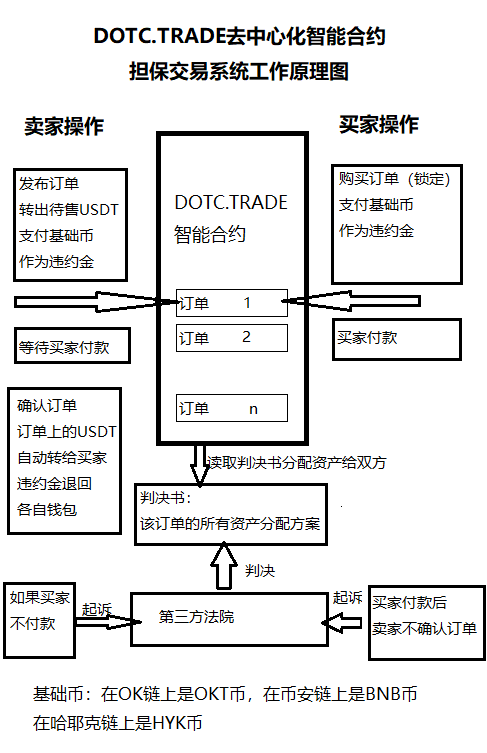 DOTC.TRADE去中心化智能合约
担保交易系统工作原理图
卖家操作
买家操作
发布订单
转出待售USDT
支付基础币
作为违约金
DOTC.TRADE
智能合约
购买订单（锁定）
支付基础币
作为违约金
订单 1
订单 2
订单 n
等待买家付款
买家付款
确认订单
订单上的USDT
自动转给买家
违约金退回
各自钱包
读取判决书分配资产给双方
判决书：
该订单的所有资产分配方案
判决
如果买家
不付款
起诉
第三方法院
起诉
买家付款后
卖家不确认订单
基础币：在OK链上是OKT币，在币安链上是BNB币
在哈耶克链上是HYK币